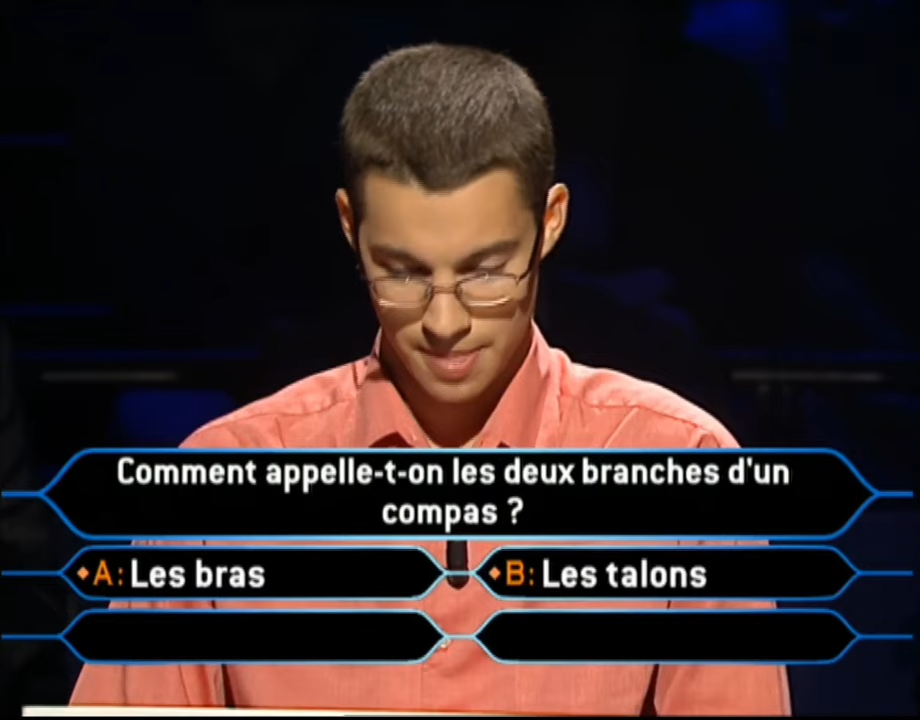 Comment appelle-t-on les deux branches d'un
compas ?
A: Les bras
B: Les talons